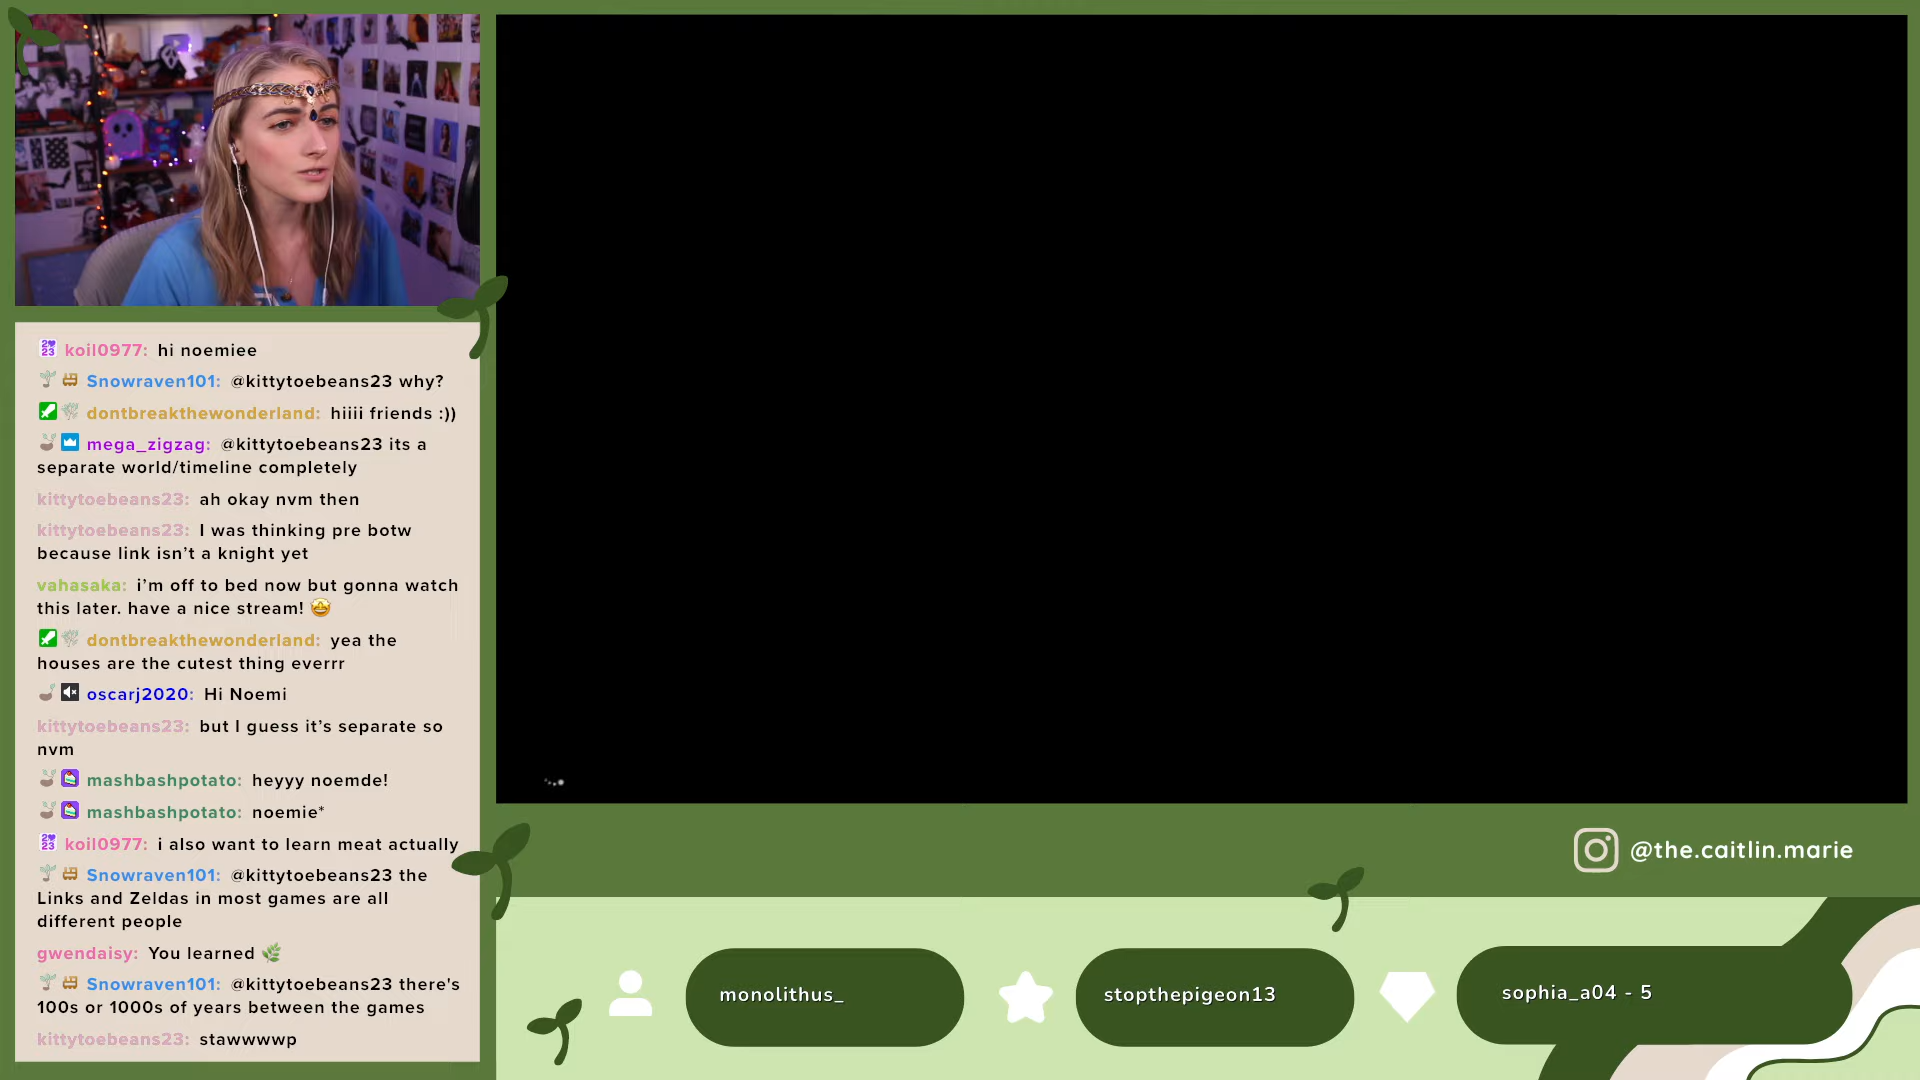 koil0977: hi noemiee
Snowraven101: @kittytoebeans23 why?
dontbreakthewonderland: hiiii friends :))
mega_zigzag: @kittytoebeans23 its a
separate world/timeline completely
kittytoebeans23: ah okay nvm then
kittytoebeans23: I was thinking pre botw
because link isn’t a knight yet
vahasaka: i’m off to bed now but gonna watch
this later. have a nice stream! 🤩
dontbreakthewonderland: yea the
houses are the cutest thing everrr
oscarj2020: Hi Noemi
kittytoebeans23: but I guess it’s separate so
nvm
mashbashpotato: heyyy noemde!
mashbashpotato: noemie*
koil0977: i also want to learn meat actually
Snowraven101: @kittytoebeans23 the
Links and Zeldas in most games are all
different people
gwendaisy: You learned 🌿
Snowraven101: @kittytoebeans23 there's
100s or 1000s of years between the games
kittytoebeans23: stawwwwp
@the.caitlin.marie
monolithus_
stopthepigeon13
sophia_a04 - 5